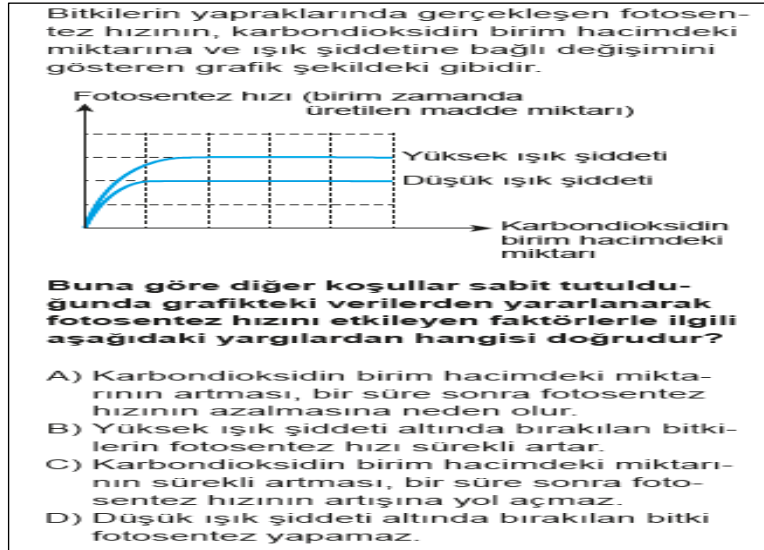 Bitkilerin yapraklarında gerçekleşen fotosen-
tez hızının, karbondioksidin birim hacimdeki
miktarına ve ışık şiddetine bağlı değişimini
gösteren grafik şekildeki gibidir.
Fotosentez hızı (birim zamanda
üretilen madde miktarı)
Yüksek ışık şiddeti
Düşük ışık şiddeti
Karbondioksidin
birim hacimdeki
miktarı
Buna göre diğer koşullar sabit tutuldu-
ğunda grafikteki verilerden yararlanarak
fotosentez hızını etkileyen faktörlerle ilgili
aşağıdaki yargılardan hangisi doğrudur?
A) Karbondioksidin birim hacimdeki mikta-
rının artması, bir süre sonra fotosentez
hızının azalmasına neden olur.
B) Yüksek ışık şiddeti altında bırakılan bitki-
lerin fotosentez hızı sürekli artar.
C) Karbondioksidin birim hacimdeki miktarı-
nın sürekli artması, bir süre sonra foto-
sentez hızının artışına yol açmaz.
D) Düşük ışık şiddeti altında bırakılan bitki
fotosentez yapamaz.